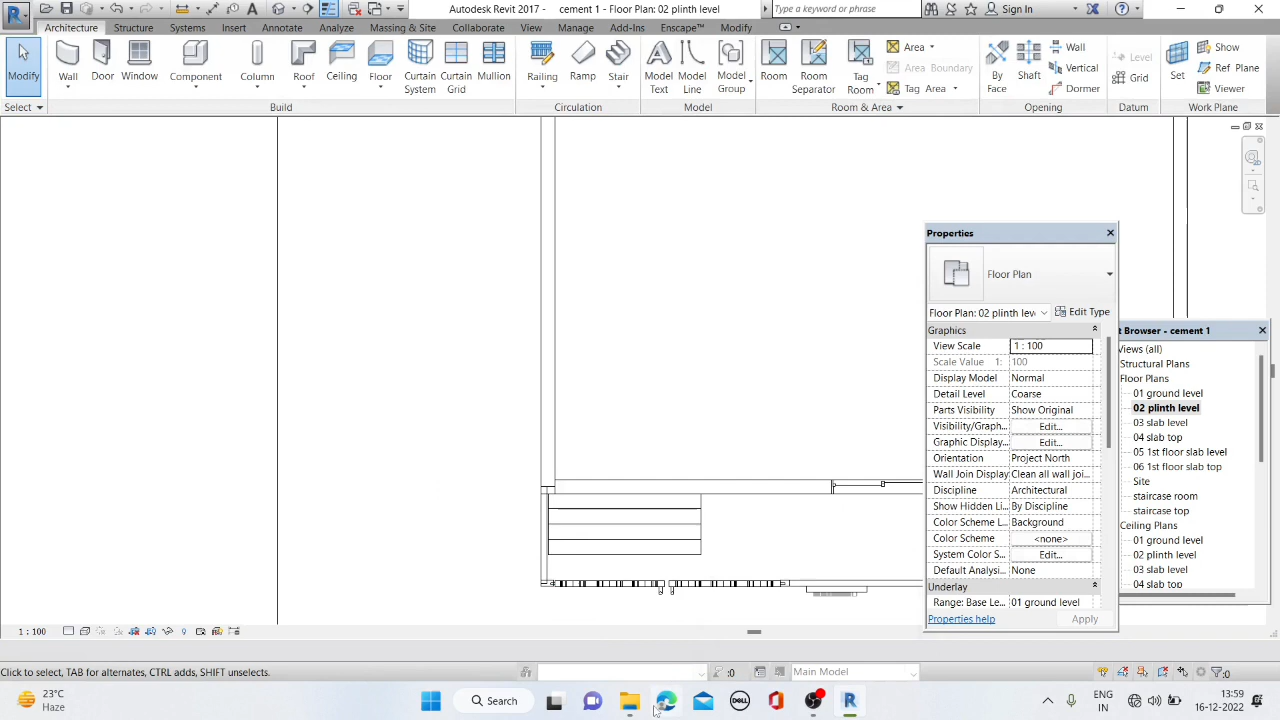 Autodesk Revit 2017 - cement 1 - Floor Plan: 02 plinth level
Type a keyword or phrase
Sign In
Architecture Structure Systems Insert Annotate Analyze Massing & Site Collaborate View Manage Add-Ins Escape™ Modify
Modify Wall Door Window Component Column Roof Ceiling Floor Curtain System Curtain Grid Mullion Railing Ramp Stair Model Text Model Line Model Group Room Room Separator Tag Room
Area
Area Boundary
Tag Area
By Face Shaft
Wall
Vertical
Dormer
Level
Grid
Set
Show
Ref Plane
Viewer
Select Build Circulation Model Room & Area Opening Datum Work Plane
Properties
Floor Plan
Floor Plan: 02 plinth leve
Edit Type
Graphics
View Scale 1 : 100
Scale Value 1: 100
Display Model Normal
Detail Level Coarse
Parts Visibility Show Original
Visibility/Graph... Edit...
Graphic Display... Edit...
Orientation Project North
Wall Join Display Clean all wall joi...
Discipline Architectural
Show Hidden Li... By Discipline
Color Scheme L... Background
Color Scheme <none>
System Color S... Edit...
Default Analysi... None
Underlay
Range: Base Le... 01 ground level
Properties help
Apply
t Browser - cement 1
Views (all)
Structural Plans
Floor Plans
01 ground level
02 plinth level
03 slab level
04 slab top
05 1st floor slab level
06 1st floor slab top
Site
staircase room
staircase top
Ceiling Plans
01 ground level
02 plinth level
03 slab level
04 slab top
1 : 100
Click to select, TAB for alternates, CTRL adds, SHIFT unselects.
:0
Main Model
:0
23°C
Haze
Search
DELL
ENG
IN
13:59
16-12-2022